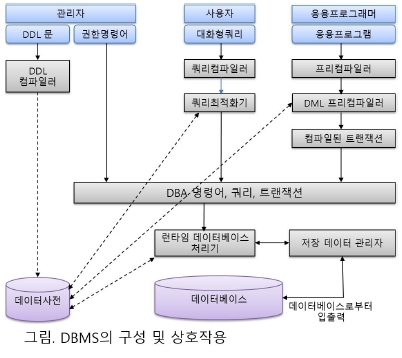 관리자
사용자
응용프로그래머
DDL 문
권한명령어
대화형쿼리
응용프로그램
DDL
컴파일러
쿼리컴파일러
프리컴파일러
쿼리최적화기
DML 프리컴파일러
컴파일된 트랜잭션
DBA 명령어, 쿼리, 트랜잭션
런타임 데이터베이스
처리기
저장 데이터 관리자
데이터사전
데이터베이스
데이터베이스로부터
입출력
그림. DBMS의 구성 및 상호작용